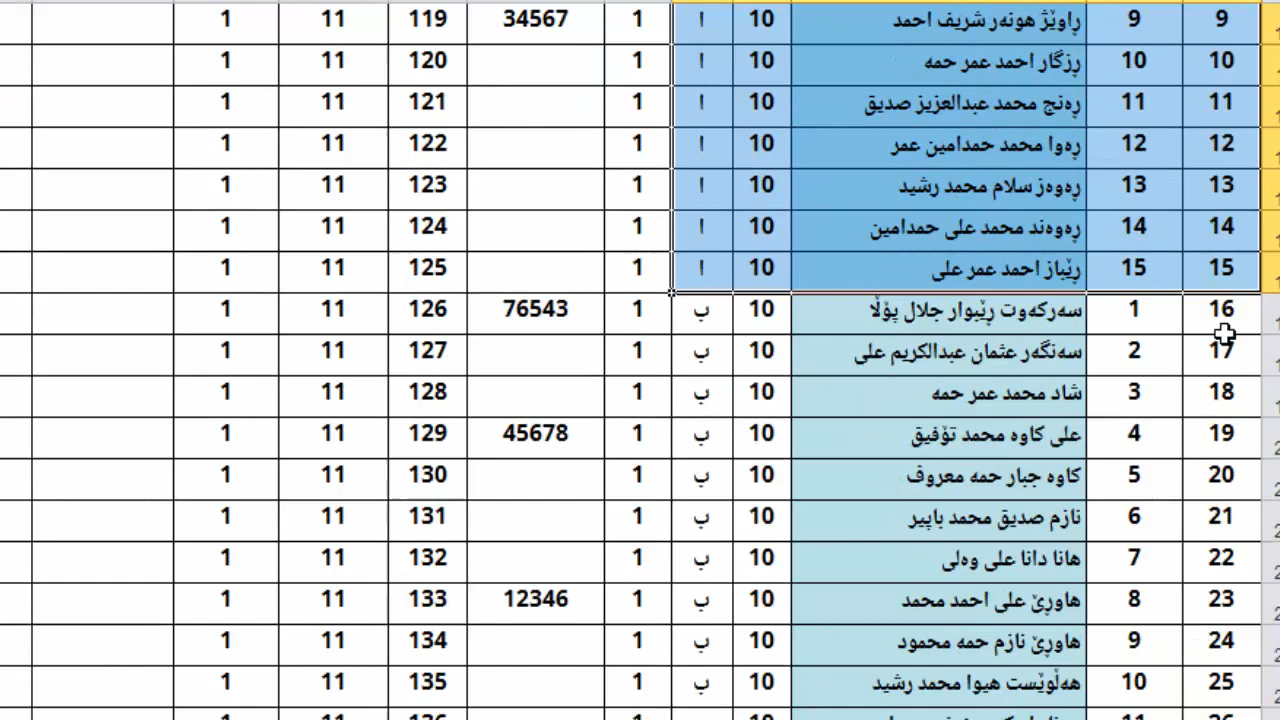 9 9 ڕاوێژ هونەر شریف احمد 10 ا 1 34567 119 11 1
10 10 ڕزگار احمد عمر حمه 10 ا 1 120 11 1
11 11 ڕەنج محمد عبدالعزیز صدیق 10 ا 1 121 11 1
12 12 ڕەوا محمد حمدامین عمر 10 ا 1 122 11 1
13 13 ڕەوەز سلام محمد رشید 10 ا 1 123 11 1
14 14 ڕەوەند محمد علی حمدامین 10 ا 1 124 11 1
15 15 ڕێباز احمد عمر علی 10 ا 1 125 11 1
16 1 سەرکەوت ڕێبوار جلال پۆڵا 10 ب 1 76543 126 11 1
17 2 سەنگەر عثمان عبدالکریم علی 10 ب 1 127 11 1
18 3 شاد محمد عمر حمه 10 ب 1 128 11 1
19 4 علی کاوه محمد تۆفیق 10 ب 1 45678 129 11 1
20 5 کاوه جبار حمه معروف 10 ب 1 130 11 1
21 6 نازم صدیق محمد باپیر 10 ب 1 131 11 1
22 7 هانا دانا علی وەلی 10 ب 1 132 11 1
23 8 هاوڕێ علی احمد محمد 10 ب 1 12346 133 11 1
24 9 هاوڕێ نازم حمه محمود 10 ب 1 134 11 1
25 10 هەڵوێست هیوا محمد رشید 10 ب 1 135 11 1